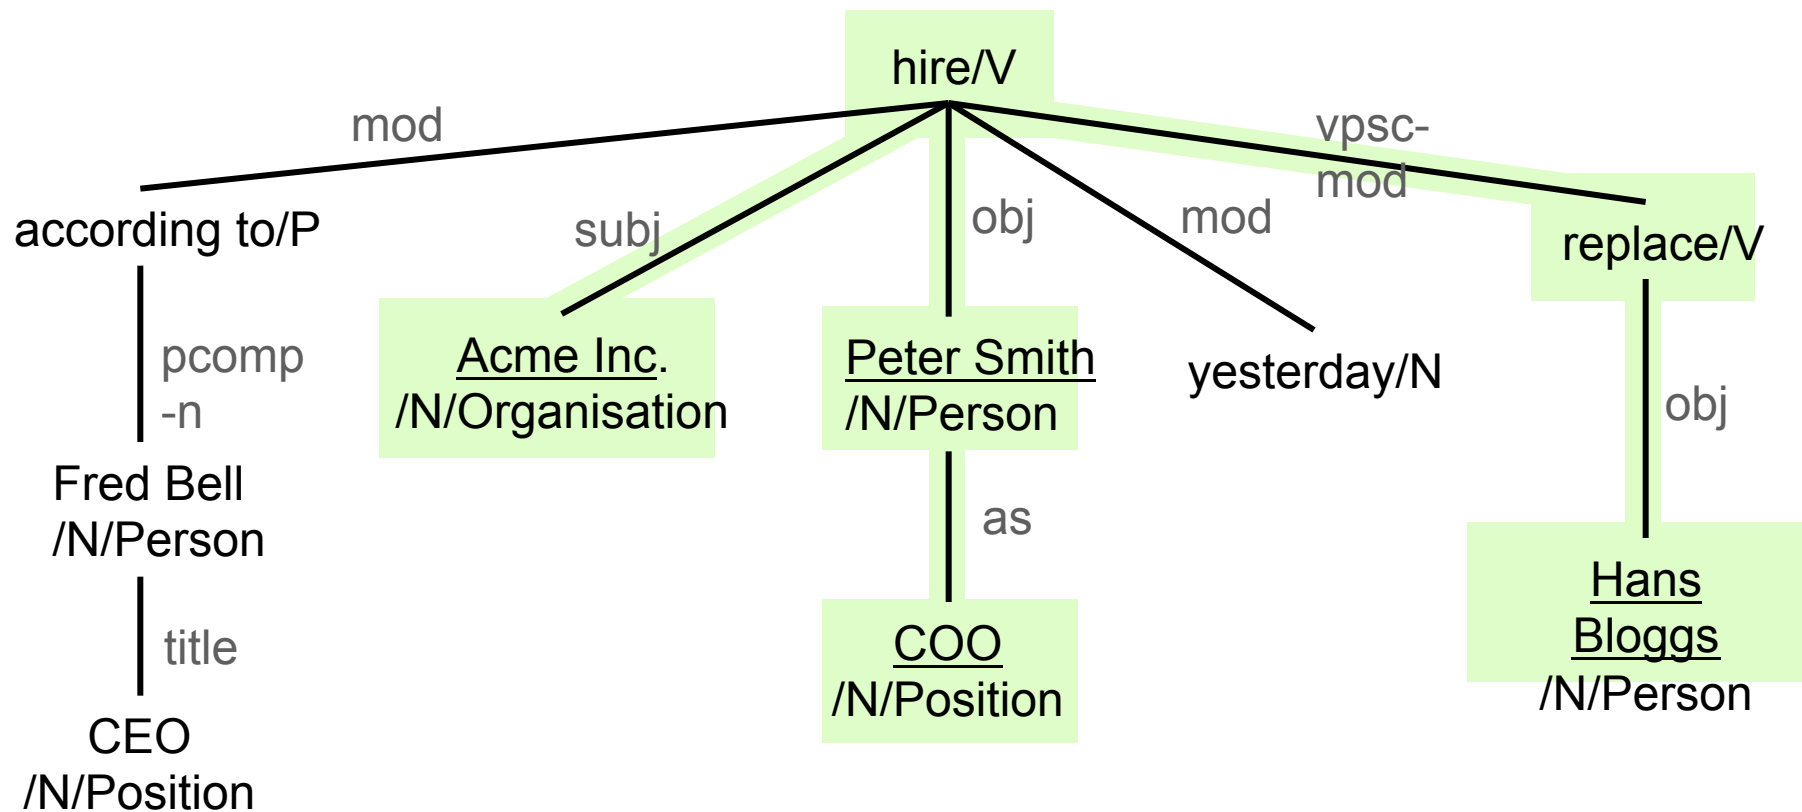 hire/V
mod
vpsc-
mod
according to/P
subj
obj
mod
replace/V
pcomp
-n
Acme Inc.
/N/Organisation
Peter Smith
/N/Person
yesterday/N
obj
Fred Bell
/N/Person
as
title
COO
/N/Position
Hans
Bloggs
/N/Person
CEO
/N/Position